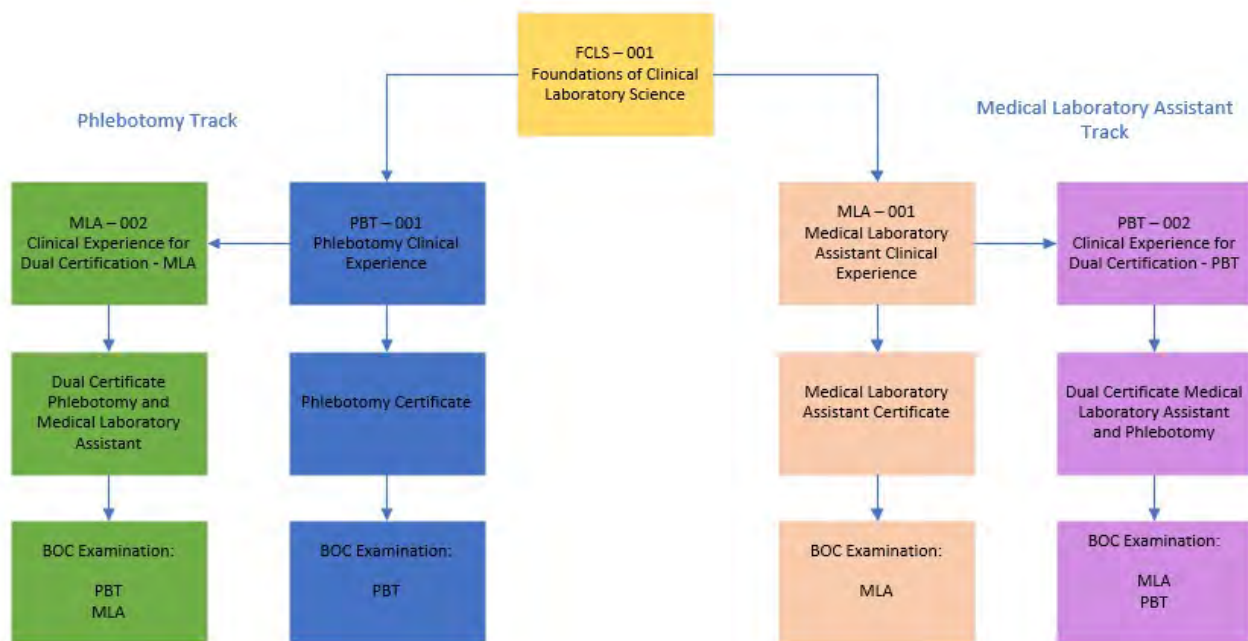 FCLS – 001
Foundations of Clinical
Laboratory Science
Phlebotomy Track
Medical Laboratory Assistant
Track
MLA – 002
Clinical Experience for
Dual Certification - MLA
PBT – 001
Phlebotomy Clinical
Experience
MLA – 001
Medical Laboratory
Assistant Clinical
Experience
PBT – 002
Clinical Experience for
Dual Certification - PBT
Dual Certificate
Phlebotomy and
Medical Laboratory
Assistant
Phlebotomy Certificate
Medical Laboratory
Assistant Certificate
Dual Certificate Medical
Laboratory Assistant
and Phlebotomy
BOC Examination:
PBT
MLA
BOC Examination:
PBT
BOC Examination:
MLA
BOC Examination:
MLA
PBT